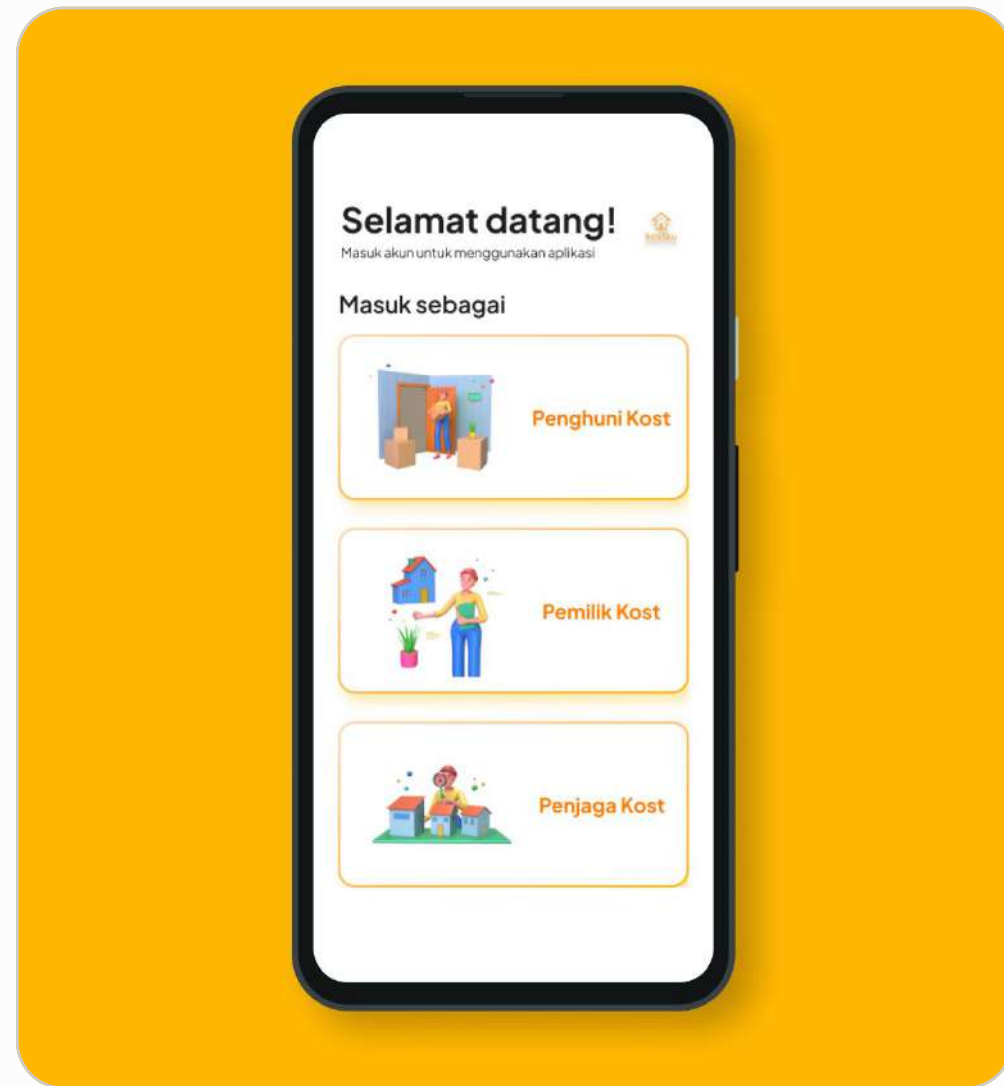 Selamat datang!
Masuk akun untuk menggunakan aplikasi
Masuk sebagai
Penghuni Kost
Pemilik Kost
Penjaga Kost